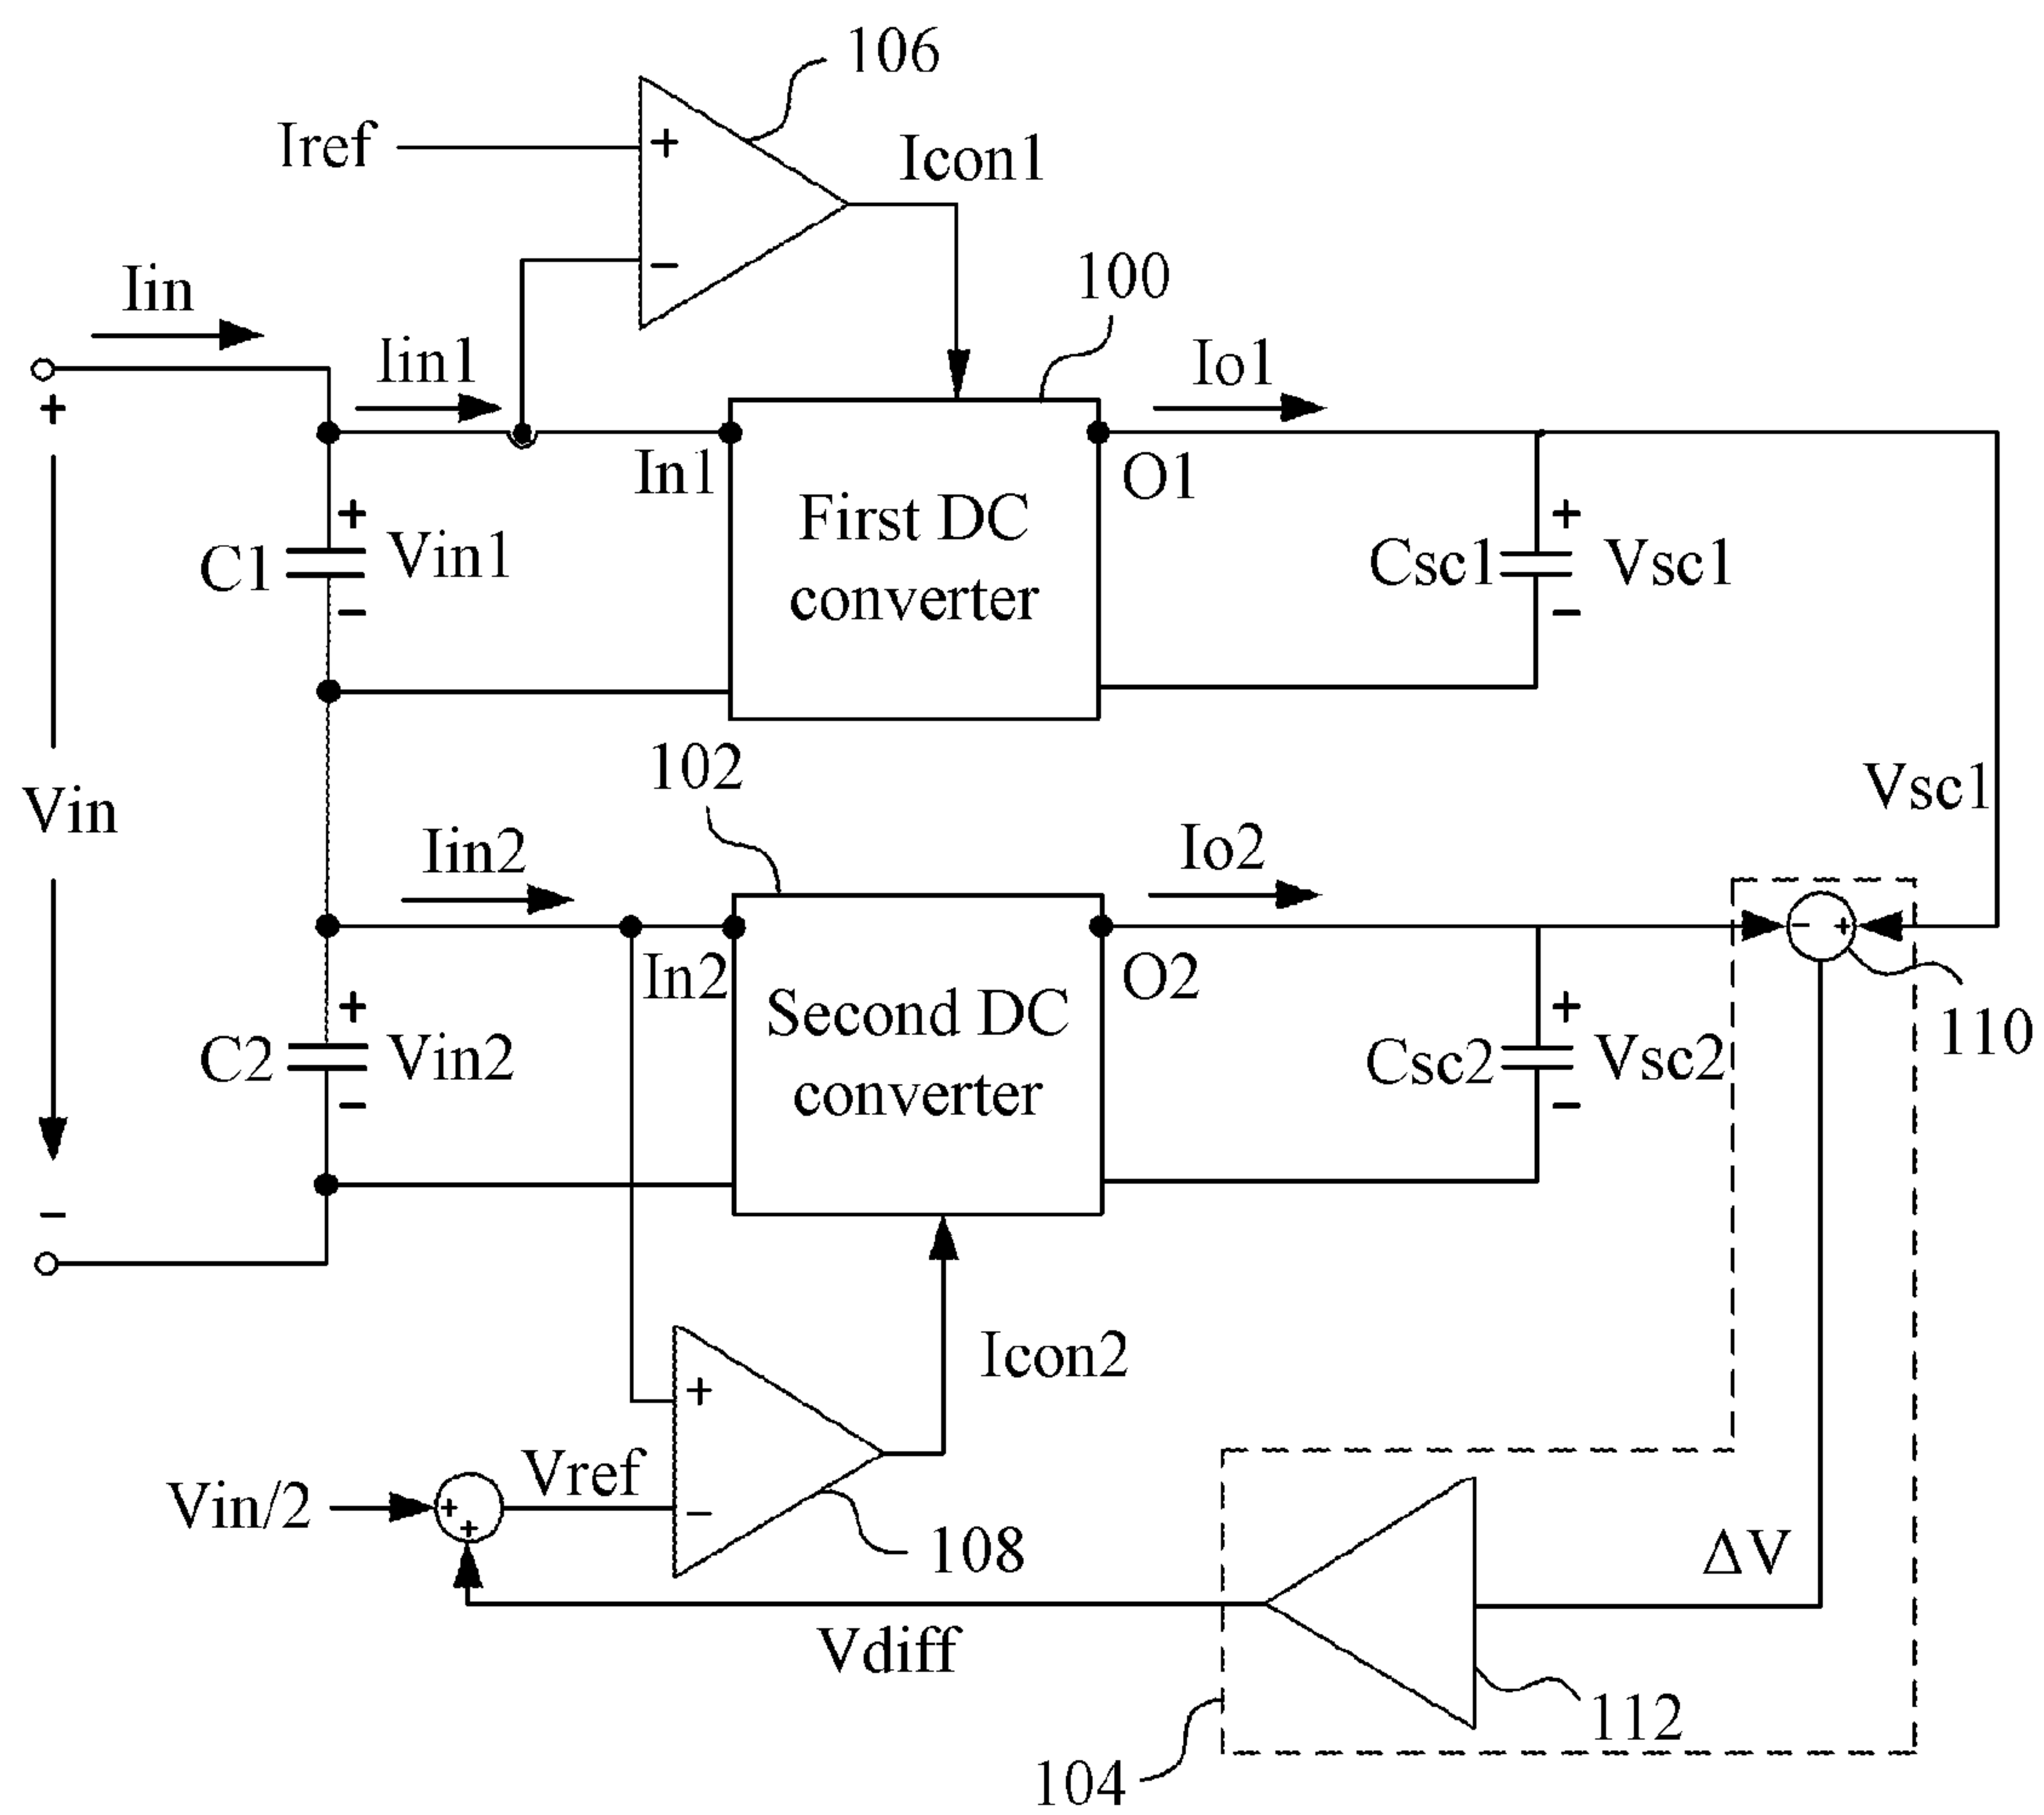 106
Iref
+
Icon1
−
100
Iin
Iin1
Io1
+
In1
O1
First DC
converter
+
C1
Vin1
−
+
Csc1
Vsc1
−
102
Vsc1
Vin
Iin2
Io2
− +
In2
O2
110
Second DC
converter
+
C2
Vin2
−
+
Csc2
Vsc2
−
−
Icon2
+
Vref
−
Vin/2
+
+
108
ΔV
Vdiff
112
104